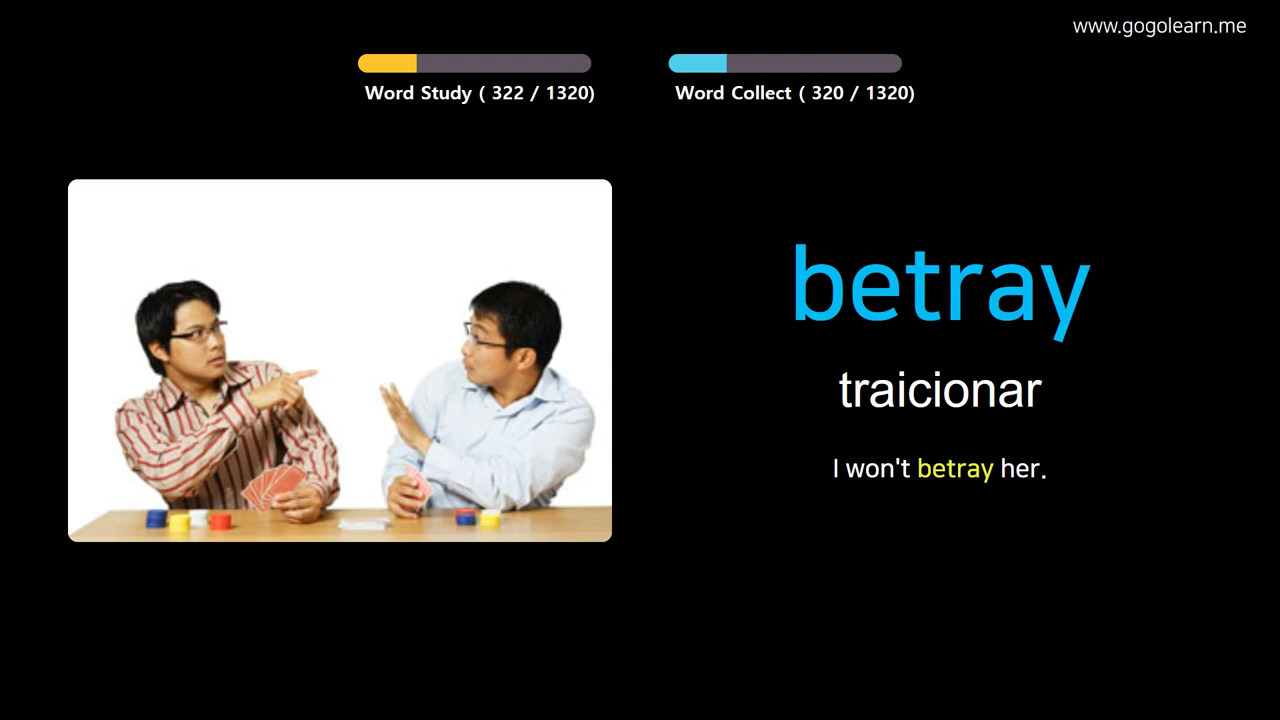 www.gogolearn.me
Word Study ( 322 / 1320)
Word Collect ( 320 / 1320)
betray
traicionar
I won't betray her.